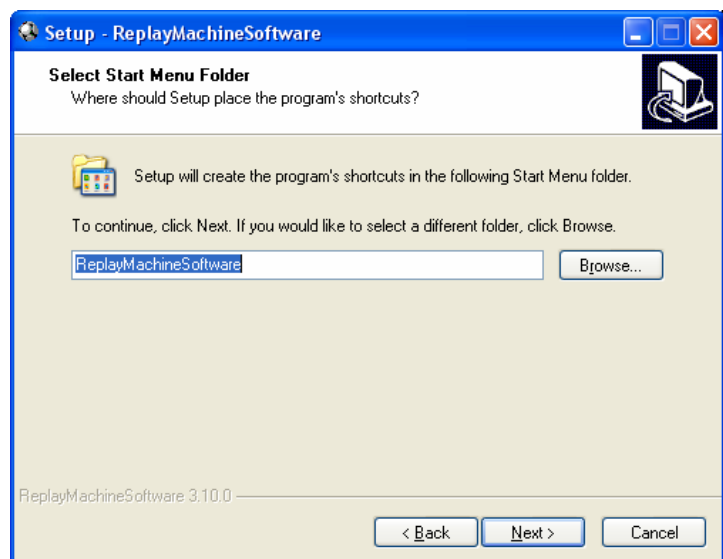 Setup - ReplayMachineSoftware
Select Start Menu Folder
Where should Setup place the program's shortcuts?
Setup will create the program's shortcuts in the following Start Menu folder.
To continue, click Next. If you would like to select a different folder, click Browse.
ReplayMachineSoftware
Browse...
ReplayMachineSoftware 3.10.0
< Back
Next >
Cancel